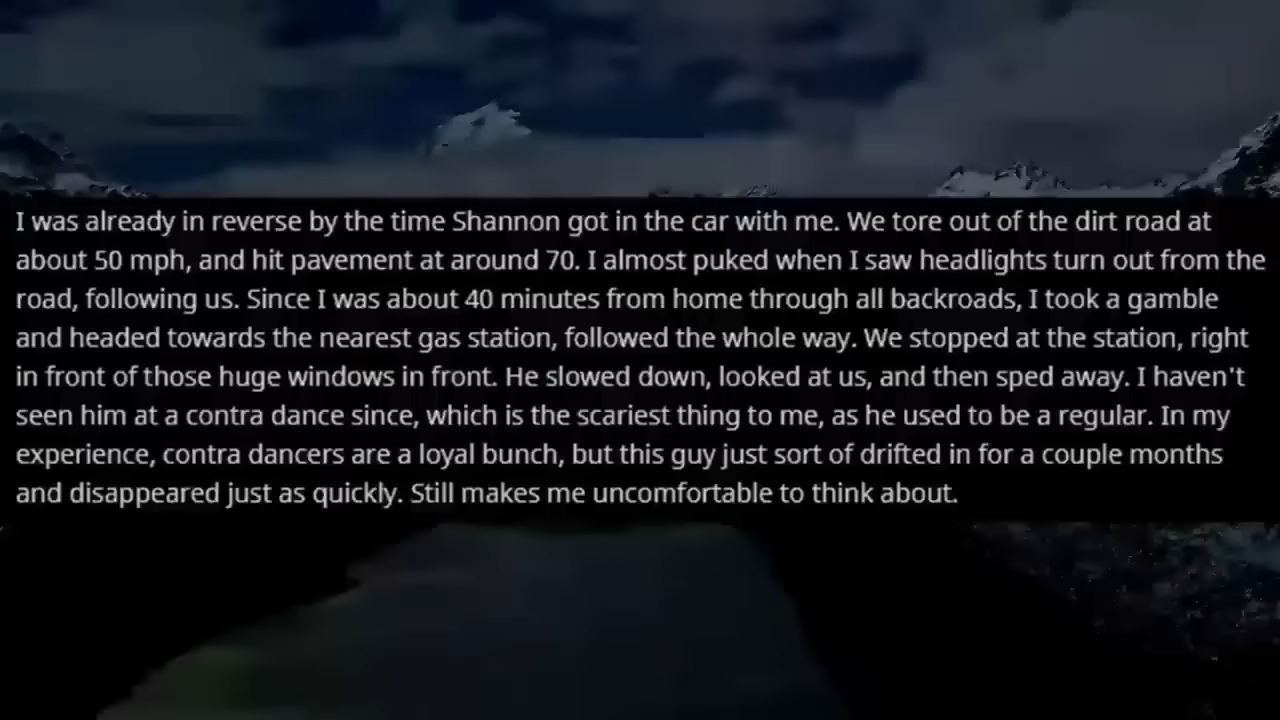 I was already in reverse by the time Shannon got in the car with me. We tore out of the dirt road at
about 50 mph, and hit pavement at around 70. I almost puked when I saw headlights turn out from the
road, following us. Since I was about 40 minutes from home through all backroads, I took a gamble
and headed towards the nearest gas station, followed the whole way. We stopped at the station, right
in front of those huge windows in front. He slowed down, looked at us, and then sped away. I haven't
seen him at a contra dance since, which is the scariest thing to me, as he used to be a regular. In my
experience, contra dancers are a loyal bunch, but this guy just sort of drifted in for a couple months
and disappeared just as quickly. Still makes me uncomfortable to think about.